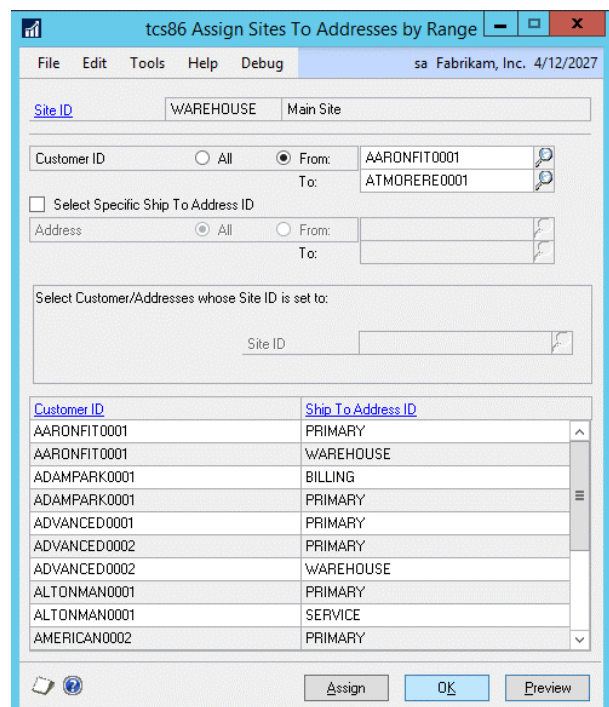 tcs86 Assign Sites To Addresses by Range
File Edit Tools Help Debug sa Fabrikam, Inc. 4/12/2027
Site ID WAREHOUSE Main Site
Customer ID All From: AARONFIT0001
To: ATMORERE0001
Select Specific Ship To Address ID
Address All From:
To:
Select Customer/Addresses whose Site ID is set to:
Site ID
Customer ID Ship To Address ID
AARONFIT0001 PRIMARY
AARONFIT0001 WAREHOUSE
ADAMPARK0001 BILLING
ADAMPARK0001 PRIMARY
ADVANCED0001 PRIMARY
ADVANCED0002 PRIMARY
ADVANCED0002 WAREHOUSE
ALTONMAN0001 PRIMARY
ALTONMAN0001 SERVICE
AMERICAN0002 PRIMARY
Assign OK Preview